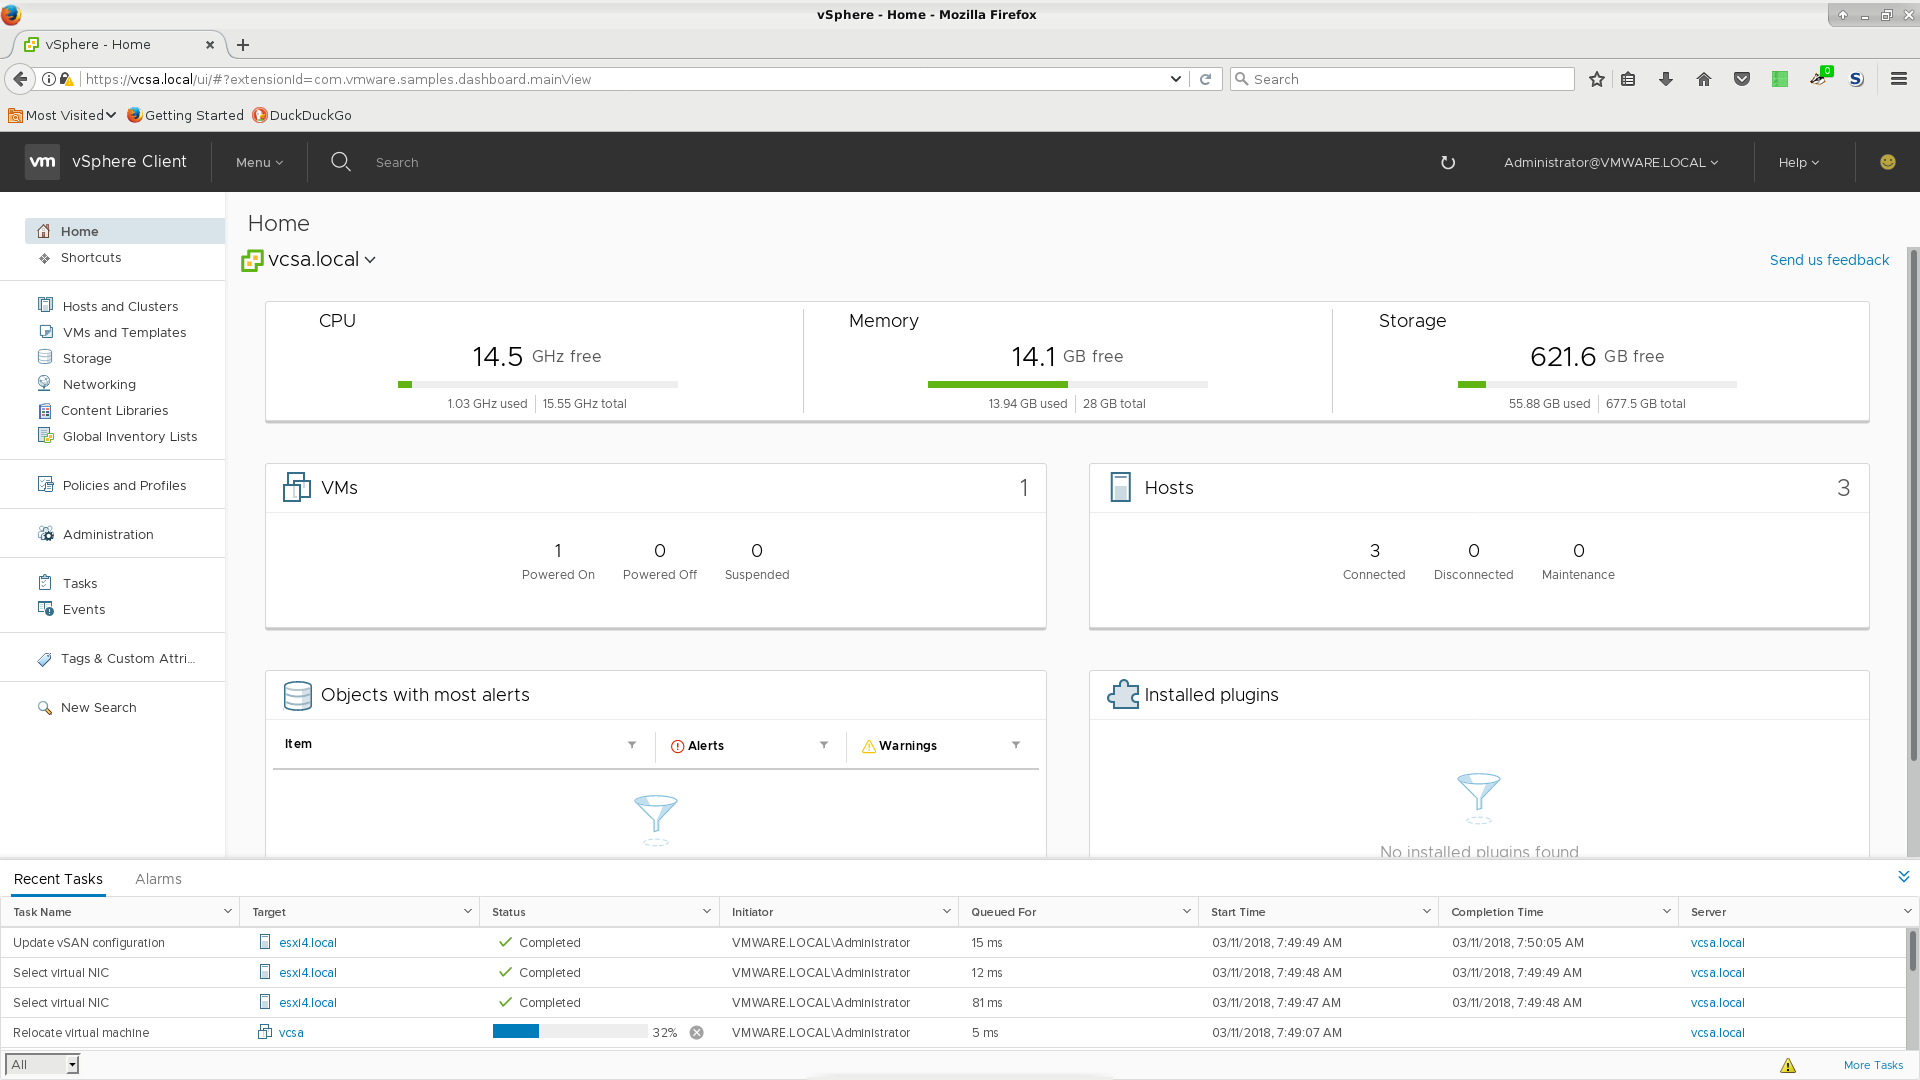 vSphere - Home - Mozilla Firefox
vSphere - Home
https://vcsa.local/ui/#?extensionId=com.vmware.samples.dashboard.mainView
Search
0
S
Most Visited
Getting Started
DuckDuckGo
vm
vSphere Client
Menu
Search
Administrator@VMWARE.LOCAL
Help
Home
Shortcuts
Hosts and Clusters
VMs and Templates
Storage
Networking
Content Libraries
Global Inventory Lists
Policies and Profiles
Administration
Tasks
Events
Tags & Custom Attri...
New Search
Home
vcsa.local
Send us feedback
CPU
14.5 GHz free
1.03 GHz used 15.55 GHz total
Memory
14.1 GB free
13.94 GB used 28 GB total
Storage
621.6 GB free
55.88 GB used 677.5 GB total
VMs 1
1 0 0
Powered On Powered Off Suspended
Hosts 3
3 0 0
Connected Disconnected Maintenance
Objects with most alerts
Item Alerts Warnings
Installed plugins
No installed plugins found
Recent Tasks Alarms
Task Name Target Status Initiator Queued For Start Time Completion Time Server
Update vSAN configuration esxi4.local Completed VMWARE.LOCAL\Administrator 15 ms 03/11/2018, 7:49:49 AM 03/11/2018, 7:50:05 AM vcsa.local
Select virtual NIC esxi4.local Completed VMWARE.LOCAL\Administrator 12 ms 03/11/2018, 7:49:48 AM 03/11/2018, 7:49:49 AM vcsa.local
Select virtual NIC esxi4.local Completed VMWARE.LOCAL\Administrator 81 ms 03/11/2018, 7:49:47 AM 03/11/2018, 7:49:48 AM vcsa.local
Relocate virtual machine vcsa 32% VMWARE.LOCAL\Administrator 5 ms 03/11/2018, 7:49:07 AM vcsa.local
All
More Tasks